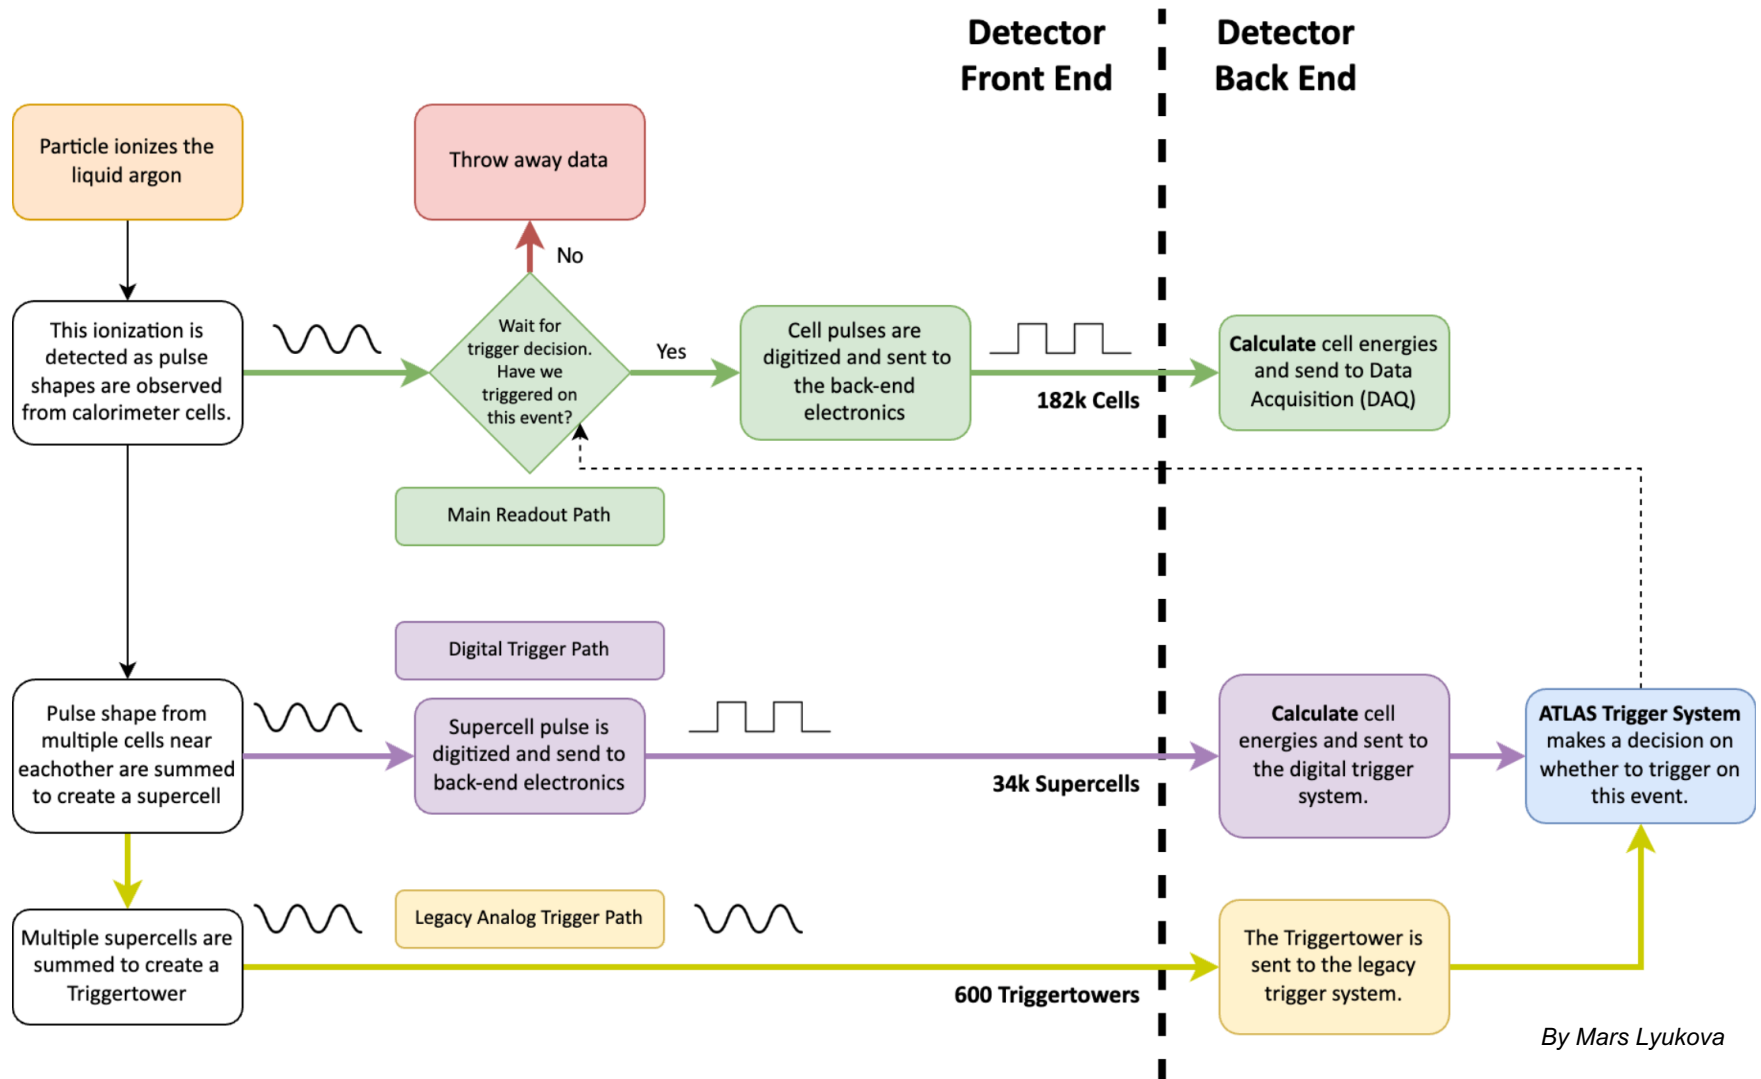 Detector
Front End
Detector
Back End
Particle ionizes the
liquid argon
Throw away data
No
This ionization is
detected as pulse
shapes are observed
from calorimeter cells.
Wait for
trigger decision.
Have we
triggered on
this event?
Yes
Cell pulses are
digitized and sent to
the back-end
electronics
182k Cells
Calculate cell energies
and send to Data
Acquisition (DAQ)
Main Readout Path
Digital Trigger Path
Pulse shape from
multiple cells near
eachother are summed
to create a supercell
Supercell pulse is
digitized and send to
back-end electronics
34k Supercells
Calculate cell
energies and sent to
the digital trigger
system.
ATLAS Trigger System
makes a decision on
whether to trigger on
this event.
Multiple supercells are
summed to create a
Triggertower
Legacy Analog Trigger Path
600 Triggertowers
The Triggertower is
sent to the legacy
trigger system.
By Mars Lyukova